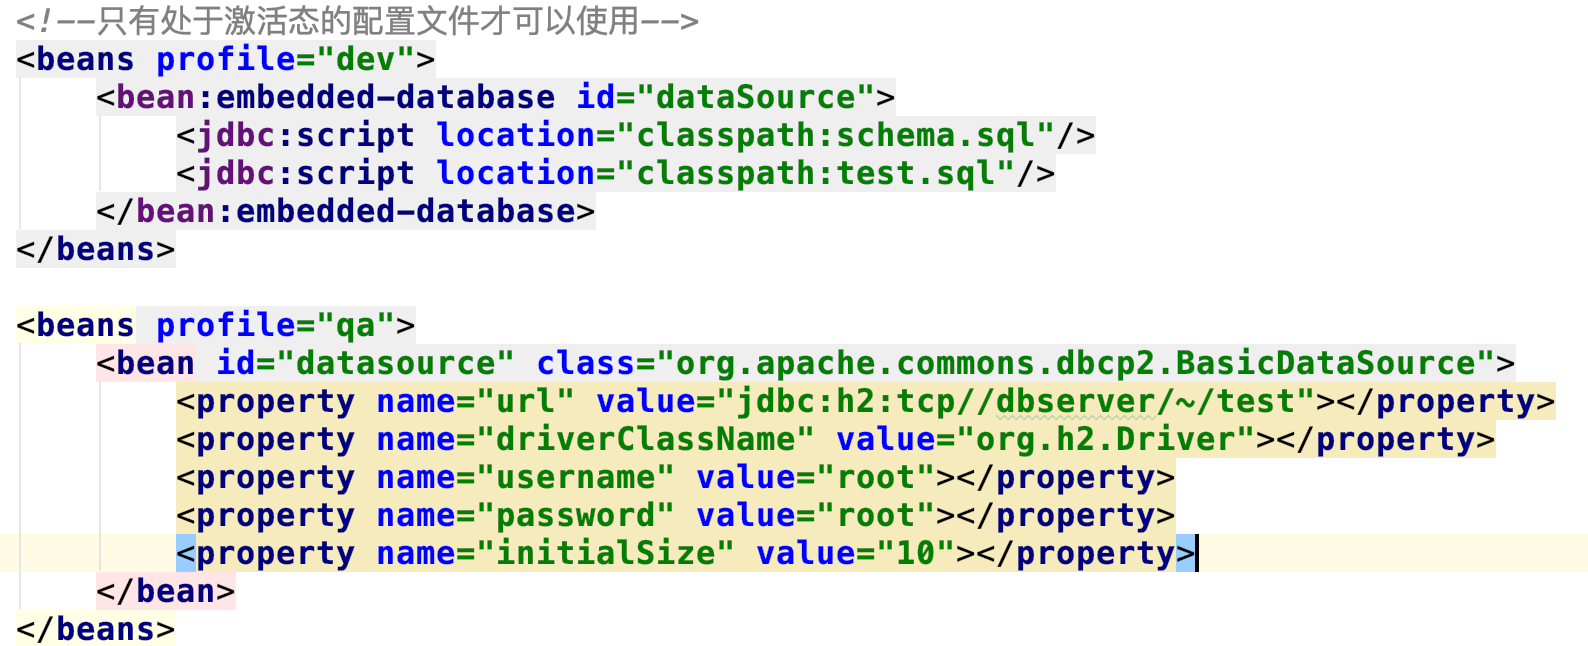 <!--只有处于激活态的配置文件才可以使用-->
<beans profile="dev">
    <bean:embedded-database id="dataSource">
        <jdbc:script location="classpath:schema.sql"/>
        <jdbc:script location="classpath:test.sql"/>
    </bean:embedded-database>
</beans>

<beans profile="qa">
    <bean id="datasource" class="org.apache.commons.dbcp2.BasicDataSource">
        <property name="url" value="jdbc:h2:tcp//dbserver/~/test"></property>
        <property name="driverClassName" value="org.h2.Driver"></property>
        <property name="username" value="root"></property>
        <property name="password" value="root"></property>
        <property name="initialSize" value="10"></property>
    </bean>
</beans>